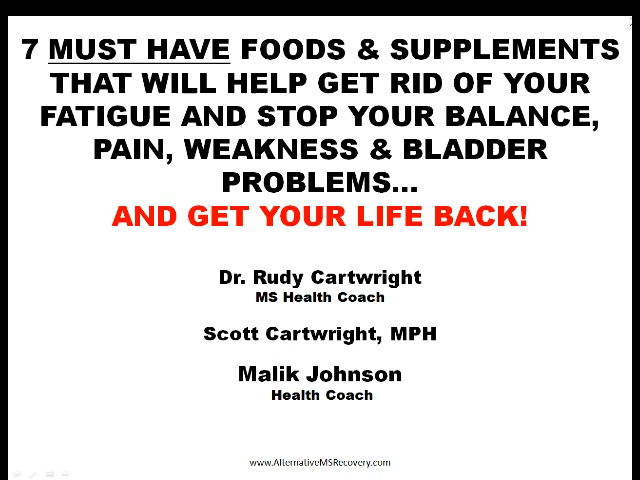 7 MUST HAVE FOODS & SUPPLEMENTS
THAT WILL HELP GET RID OF YOUR
FATIGUE AND STOP YOUR BALANCE,
PAIN, WEAKNESS & BLADDER
PROBLEMS...
AND GET YOUR LIFE BACK!
Dr. Rudy Cartwright
MS Health Coach
Scott Cartwright, MPH
Malik Johnson
Health Coach
www.AlternativeMSRecovery.com